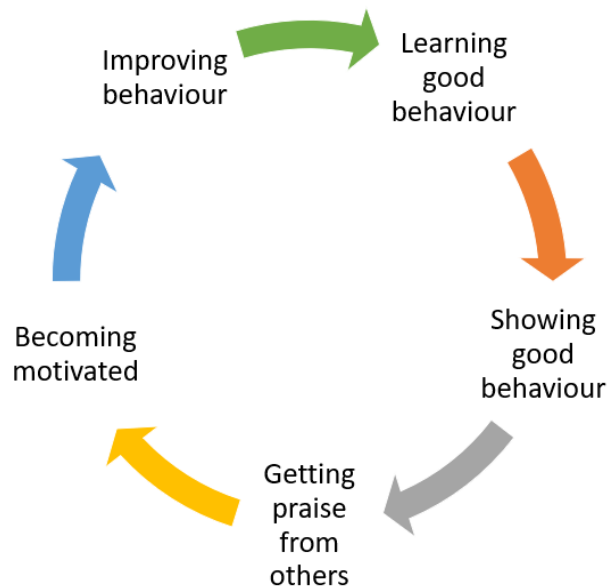 Improving
behaviour
Learning
good
behaviour
Showing
good
behaviour
Getting
praise
from
others
Becoming
motivated